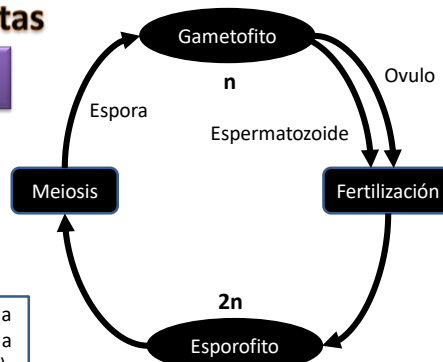 tas
Gametofito
n
Ovulo
Espora
Espermatozoide
Meiosis
Fertilización
2n
a
a
Esporofito
)